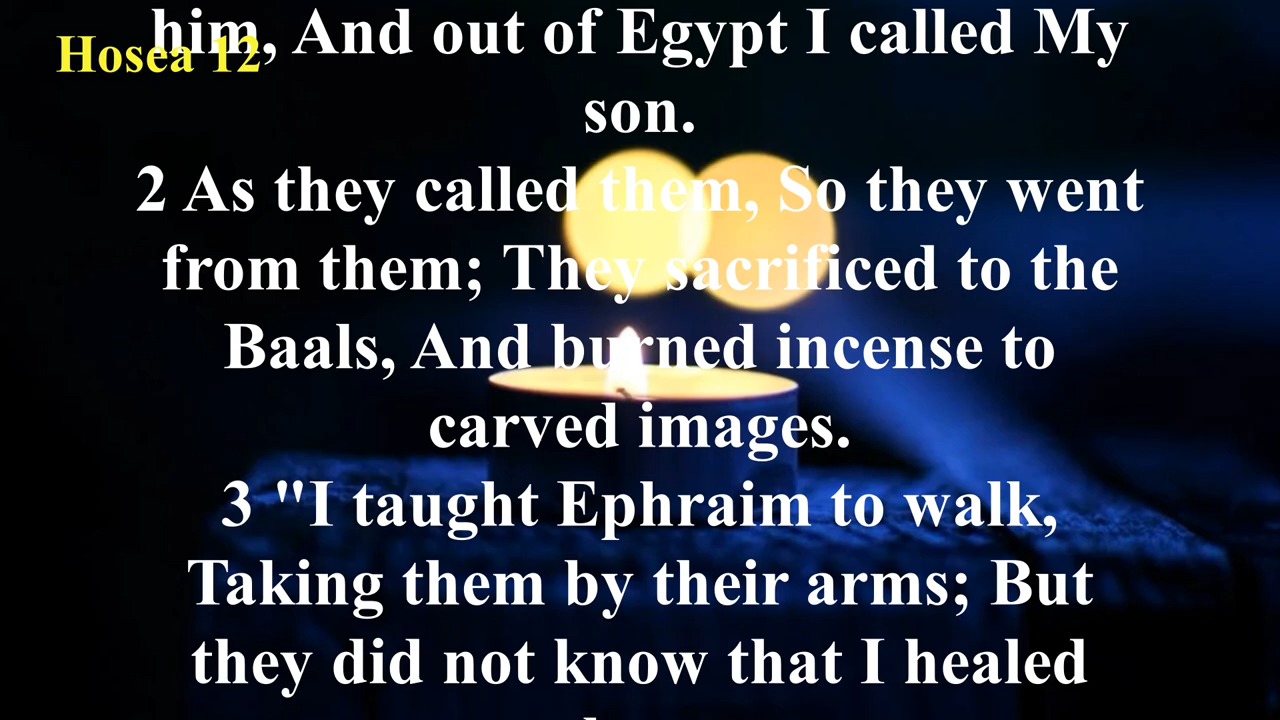 Hosea 12
him, And out of Egypt I called My
son.
2 As they called them, So they went
from them; They sacrificed to the
Baals, And burned incense to
carved images.
3 "I taught Ephraim to walk,
Taking them by their arms; But
they did not know that I healed